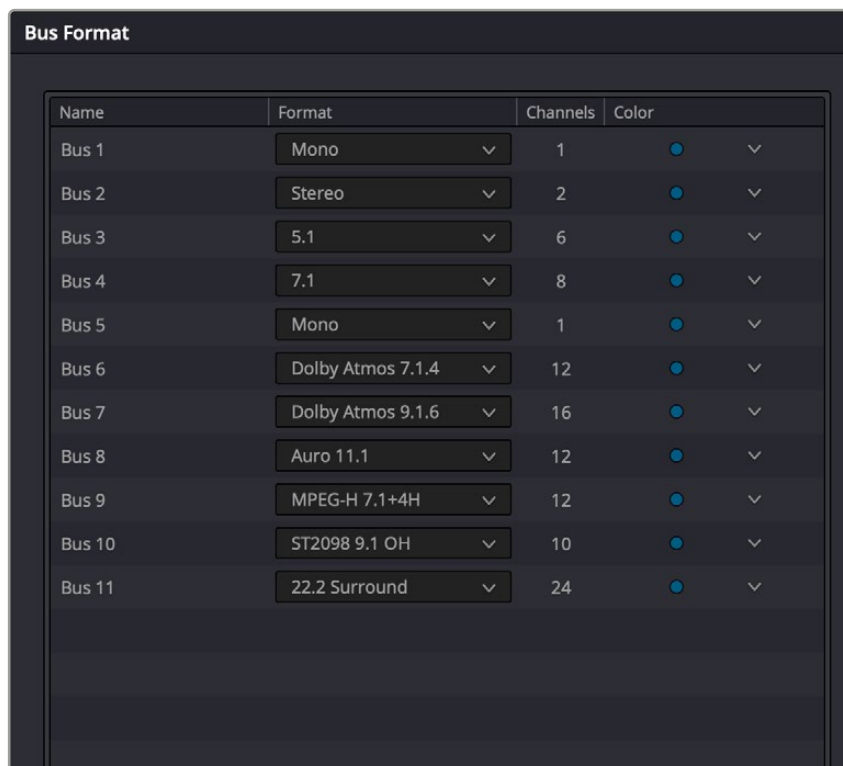 Bus Format
Name Format Channels Color
Bus 1 Mono 1
Bus 2 Stereo 2
Bus 3 5.1 6
Bus 4 7.1 8
Bus 5 Mono 1
Bus 6 Dolby Atmos 7.1.4 12
Bus 7 Dolby Atmos 9.1.6 16
Bus 8 Auro 11.1 12
Bus 9 MPEG-H 7.1+4H 12
Bus 10 ST2098 9.1 OH 10
Bus 11 22.2 Surround 24